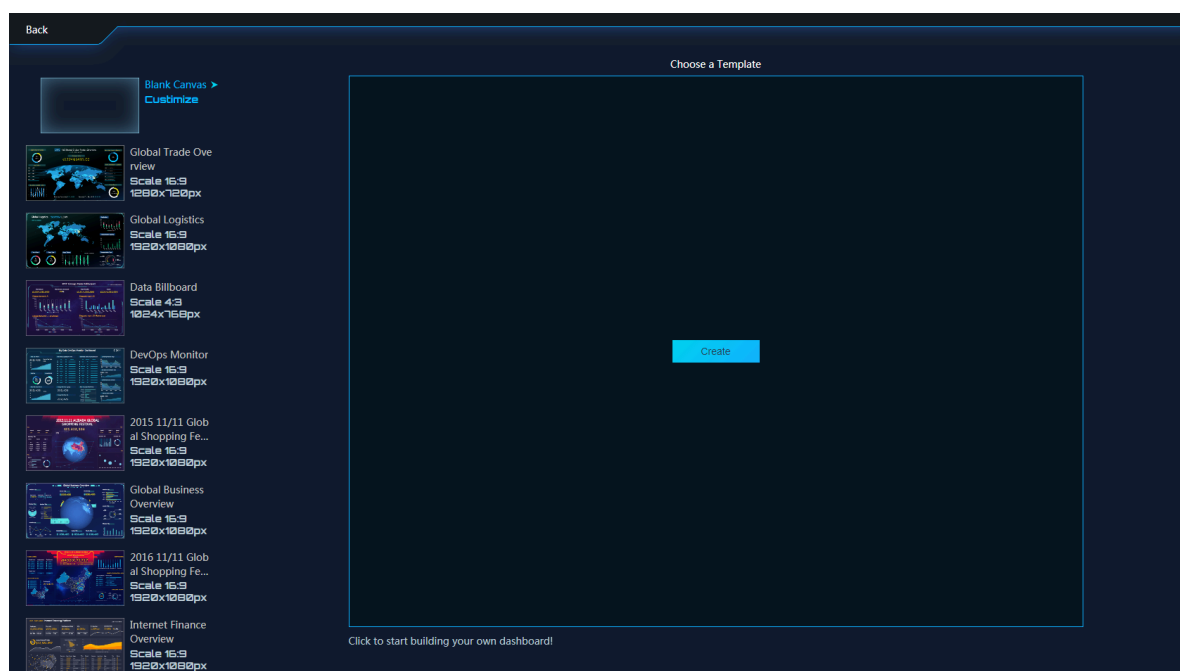 Back
Choose a Template
Blank Canvas ➤
Custimize
Global Trade Ove
rview
Scale 16:9
1280x720px
Global Logistics
Scale 16:9
1920x1080px
Data Billboard
Scale 4:3
1024x768px
DevOps Monitor
Scale 16:9
1920x1080px
2015 11/11 Glob
al Shopping Fe...
Scale 16:9
1920x1080px
Global Business
Overview
Scale 16:9
1920x1080px
2016 11/11 Glob
al Shopping Fe...
Scale 16:9
1920x1080px
Internet Finance
Overview
Scale 16:9
1920x1080px
Create
Click to start building your own dashboard!